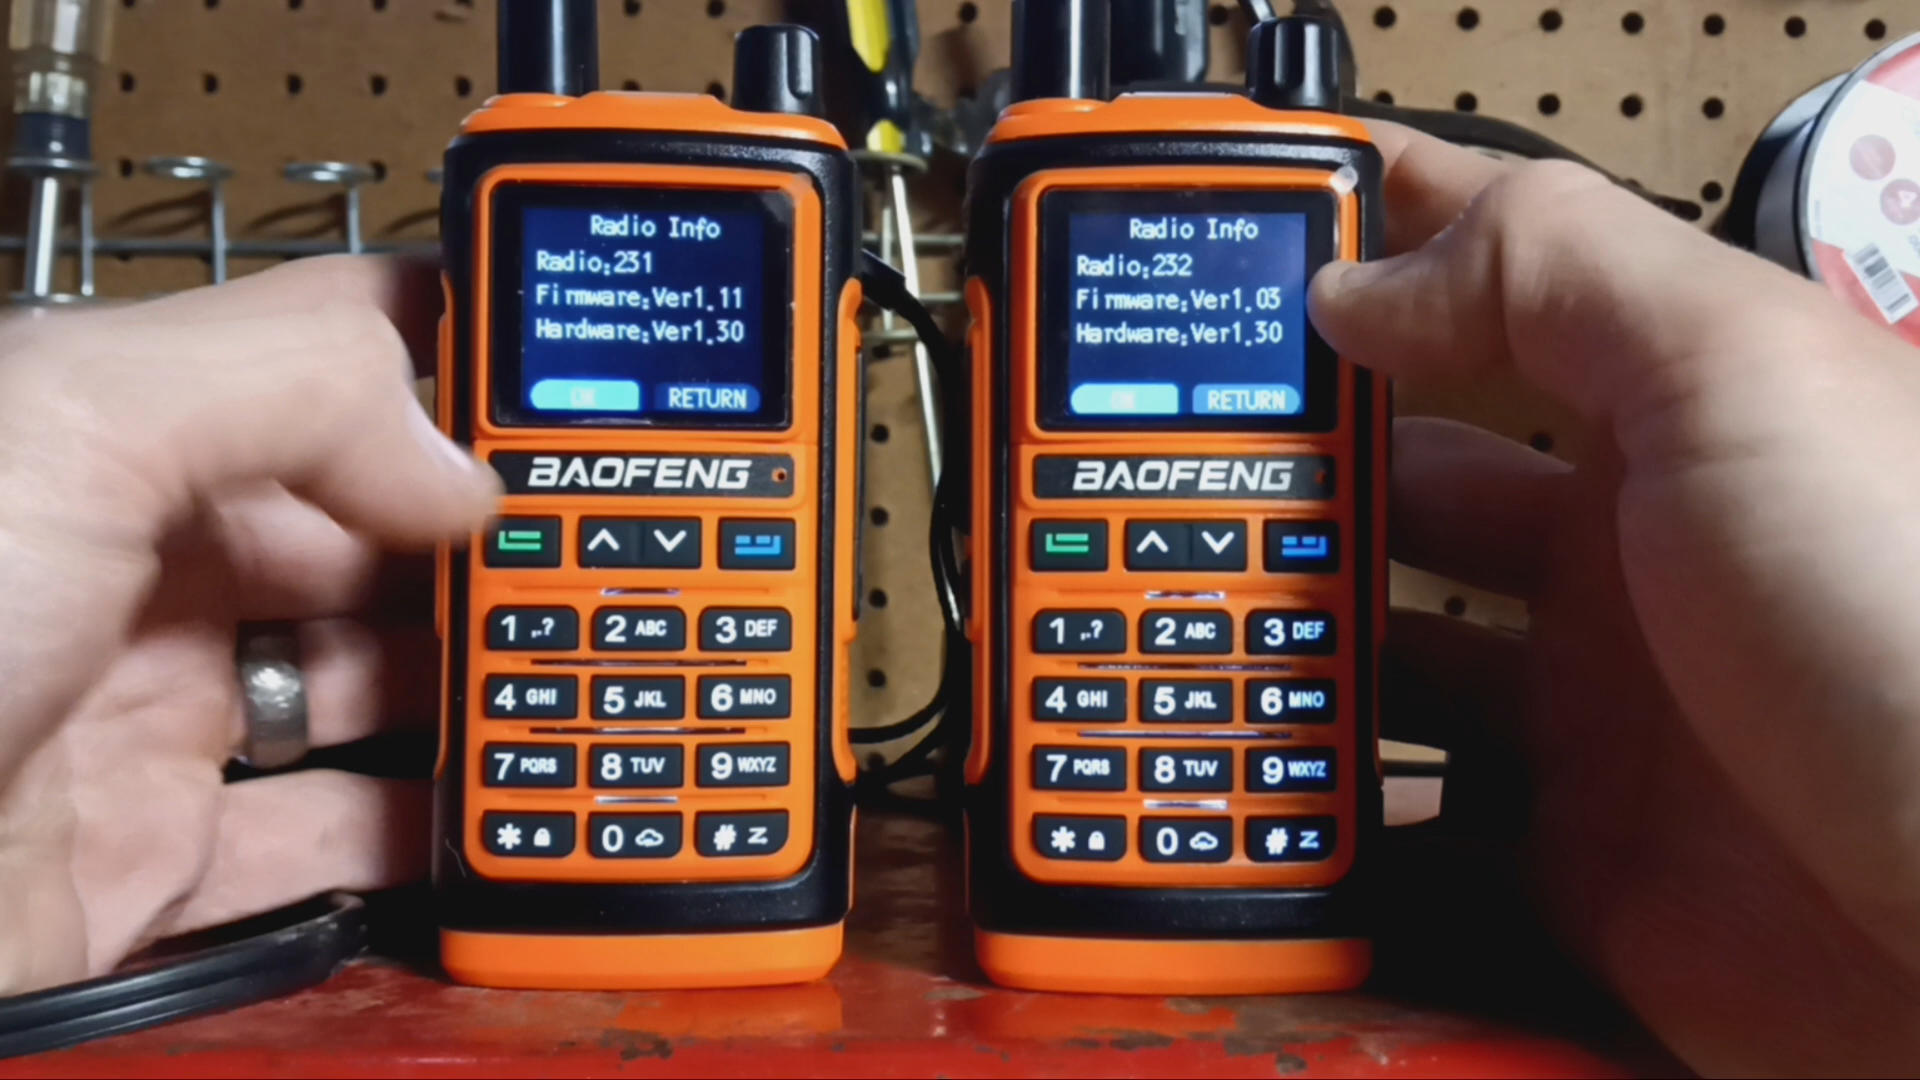 Radio Info
Radio:231
Firmware:Ver1.11
Hardware:Ver1.30
RETURN
BAOFENG
1 ,.?
2 ABC
3 DEF
4 GHI
5 JKL
6 MNO
7 PQRS
8 TUV
9 WXYZ
*
0
#
Radio Info
Radio:232
Firmware:Ver1.03
Hardware:Ver1.30
RETURN
BAOFENG
1 ,.?
2 ABC
3 DEF
4 GHI
5 JKL
6 MNO
7 PQRS
8 TUV
9 WXYZ
*
0
#